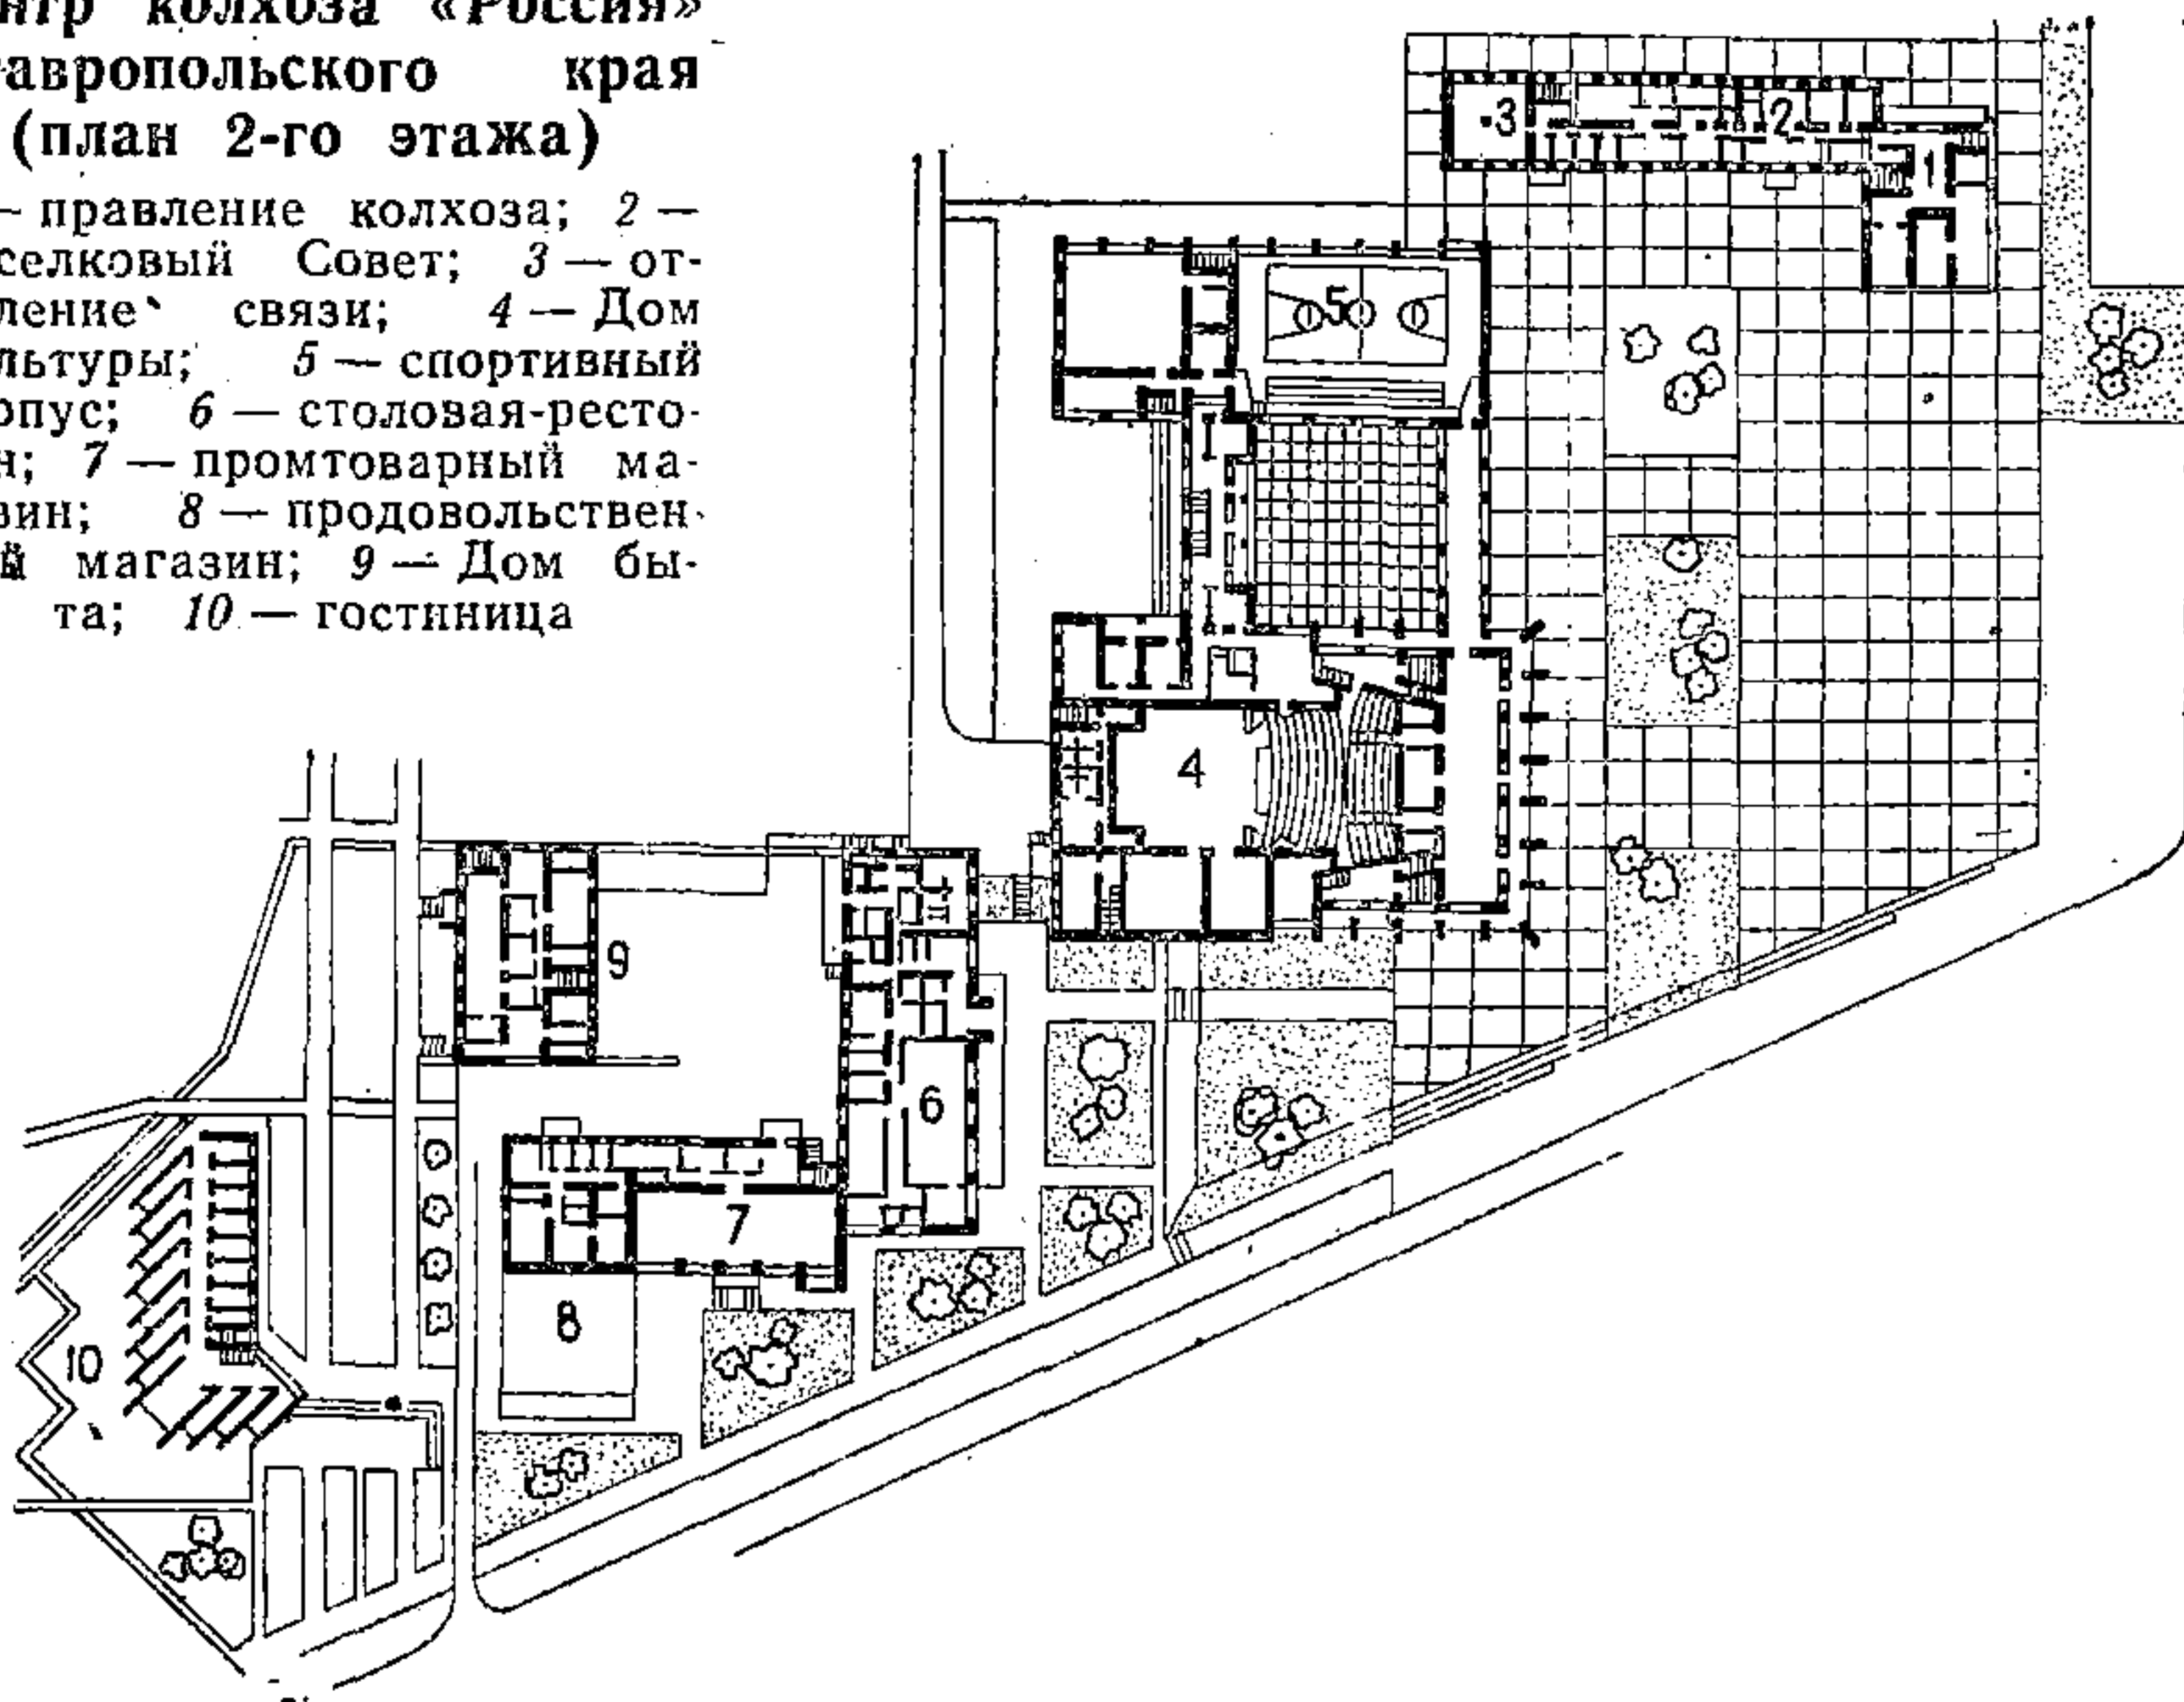 нтр колхоза «Россия»
тавропольского края
(план 2-го этажа)
— правление колхоза; 2 —
селковый Совет; 3 — от-
ление связи; 4 — Дом
льтуры; 5 — спортивный
рпус; 6 — столовая-ресто-
н; 7 — промтоварный ма-
зин; 8 — продовольствен-
й магазин; 9 — Дом бы-
та; 10 — гостиница
3
2
1
5
4
9
6
7
8
10